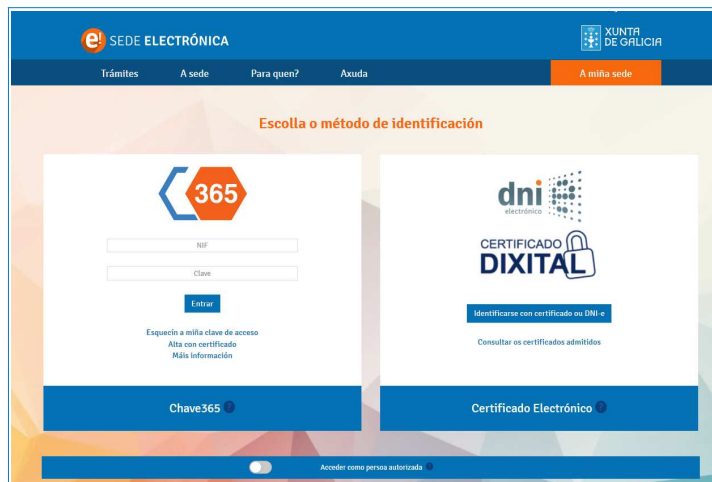 e! SEDE ELECTRÓNICA
XUNTA
DE GALICIA
Trámites A sede Para quen? Axuda A miña sede
Escolla o método de identificación
365
NIF
Clave
Entrar
Esquecín a miña clave de acceso
Alta con certificado
Máis información
Chave365 ?
dni
electrónico
CERTIFICADO
DIXITAL
Identificarse con certificado ou DNI-e
Consultar os certificados admitidos
Certificado Electrónico ?
Acceder como persoa autorizada ?